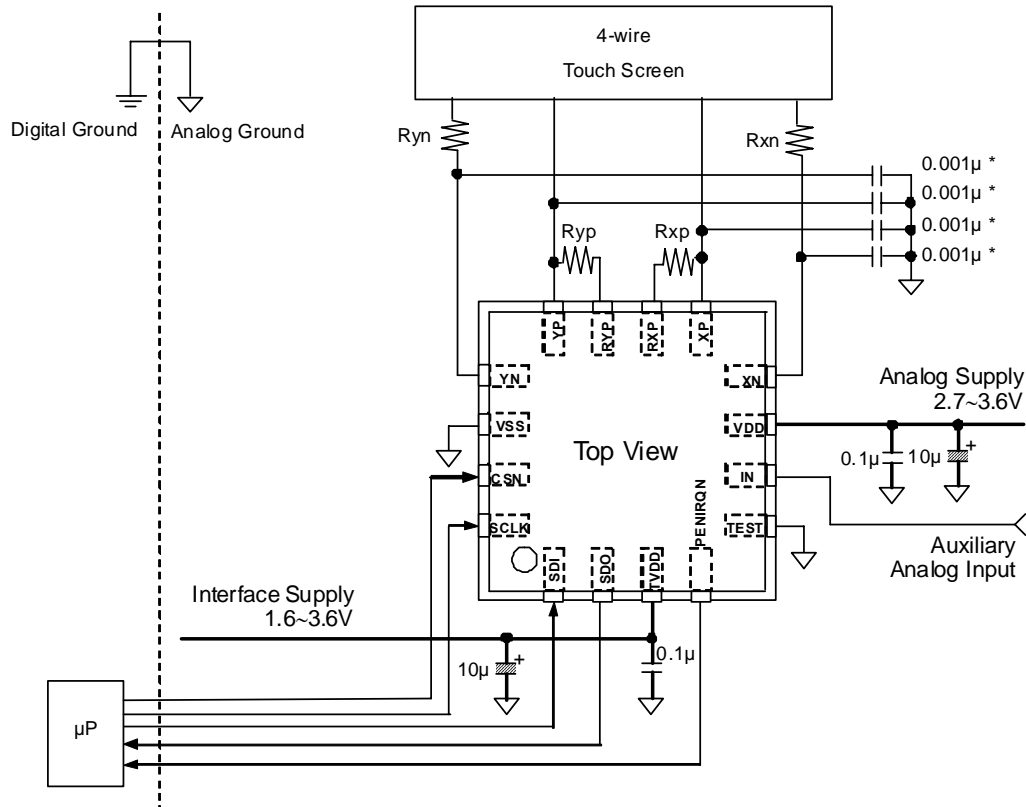 4-wire
Touch Screen
Digital Ground
Analog Ground
Ryn
Rxn
0.001μ *
0.001μ *
0.001μ *
0.001μ *
Ryp
Rxp
YP
RYP
RXP
XP
YN
XN
Analog Supply
2.7~3.6V
VSS
VDD
Top View
0.1μ
10μ
+
CSN
IN
SCLK
PENIRQN
TEST
Auxiliary
Analog Input
SDI
SDO
TVDD
Interface Supply
1.6~3.6V
10μ
+
0.1μ
μP